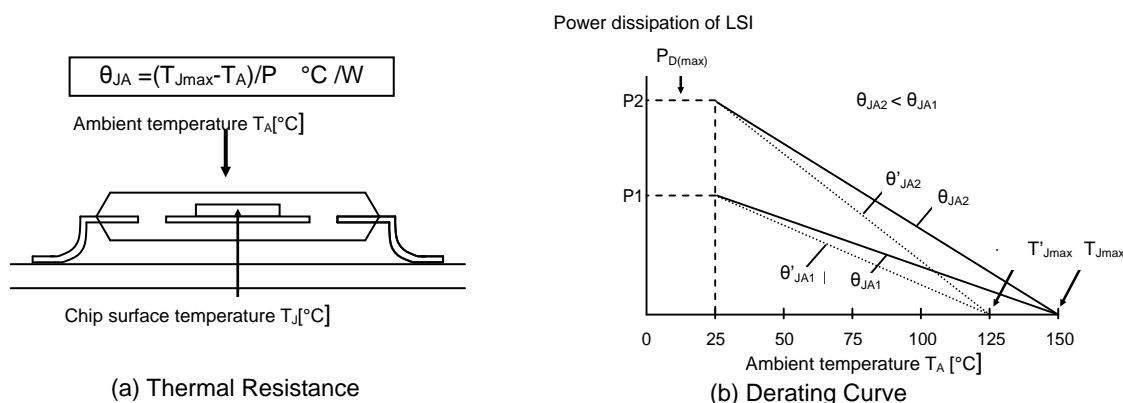 θJA =(TJmax-TA)/P °C /W
Ambient temperature TA[°C]
Chip surface temperature TJ[°C]
(a) Thermal Resistance
Power dissipation of LSI
PD(max)
P2
θJA2 < θJA1
P1
θ'JA2
θJA2
T'Jmax TJmax
θ'JA1
θJA1
0 25 50 75 100 125 150
Ambient temperature TA [°C]
(b) Derating Curve